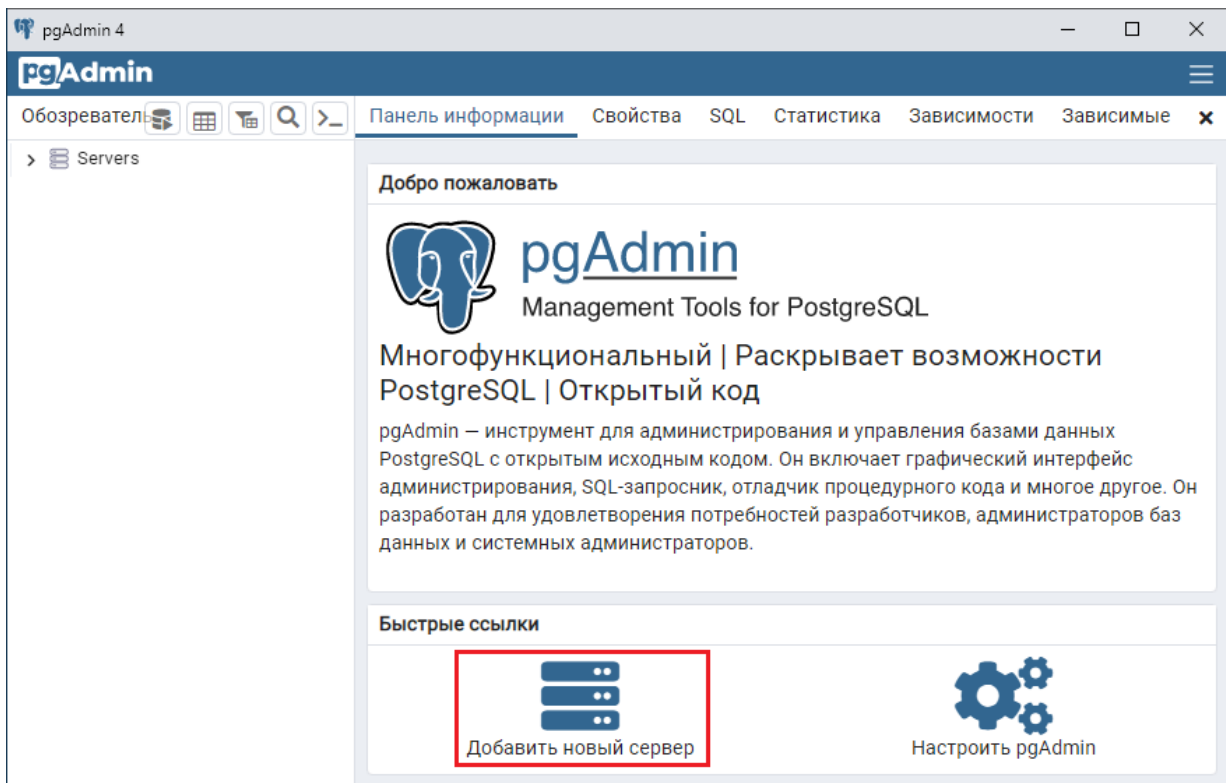 pgAdmin 4
pgAdmin
Обозреватель
Панель информации Свойства SQL Статистика Зависимости Зависимые
Servers
Добро пожаловать
pgAdmin
Management Tools for PostgreSQL
Многофункциональный | Раскрывает возможности
PostgreSQL | Открытый код
pgAdmin — инструмент для администрирования и управления базами данных
PostgreSQL с открытым исходным кодом. Он включает графический интерфейс
администрирования, SQL-запросник, отладчик процедурного кода и многое другое. Он
разработан для удовлетворения потребностей разработчиков, администраторов баз
данных и системных администраторов.
Быстрые ссылки
Добавить новый сервер
Настроить pgAdmin